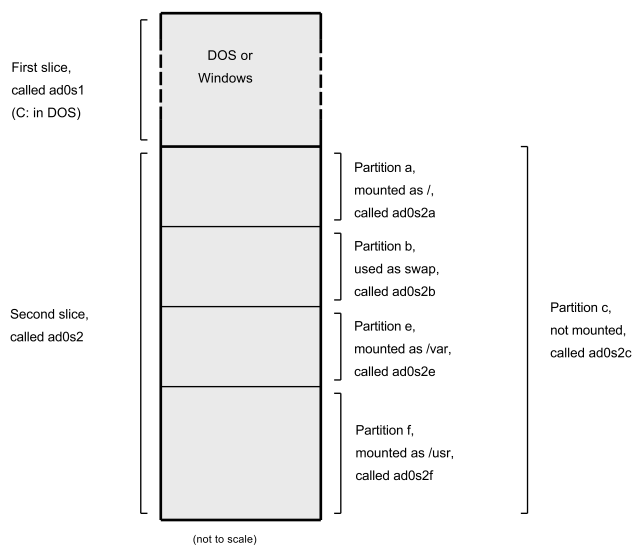 DOS or
Windows
First slice,
called ad0s1
(C: in DOS)
Partition a,
mounted as /,
called ad0s2a
Partition b,
used as swap,
called ad0s2b
Second slice,
called ad0s2
Partition c,
not mounted,
called ad0s2c
Partition e,
mounted as /var,
called ad0s2e
Partition f,
mounted as /usr,
called ad0s2f
(not to scale)